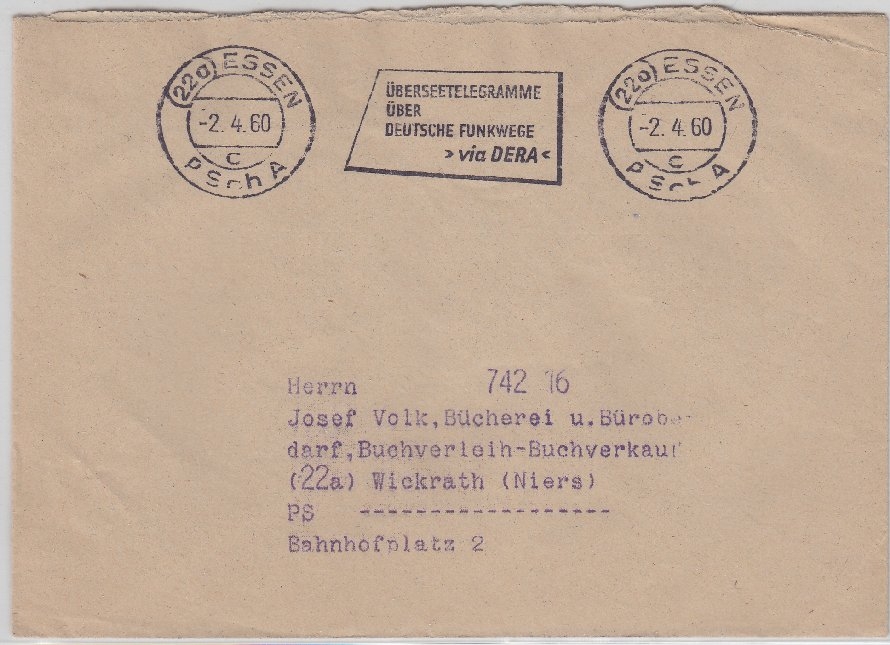 (22a) ESSEN
-2. 4. 60
c
PSchA
ÜBERSEETELEGRAMME
ÜBER
DEUTSCHE FUNKWEGE
> via DERA <
(22a) ESSEN
-2. 4. 60
c
PSchA
Herrn 742 16
Josef Volk,Bücherei u.Bürobe-
darf,Buchverleih-Buchverkauf
(22a) Wickrath (Niers)
PS ------------------
Bahnhofplatz 2